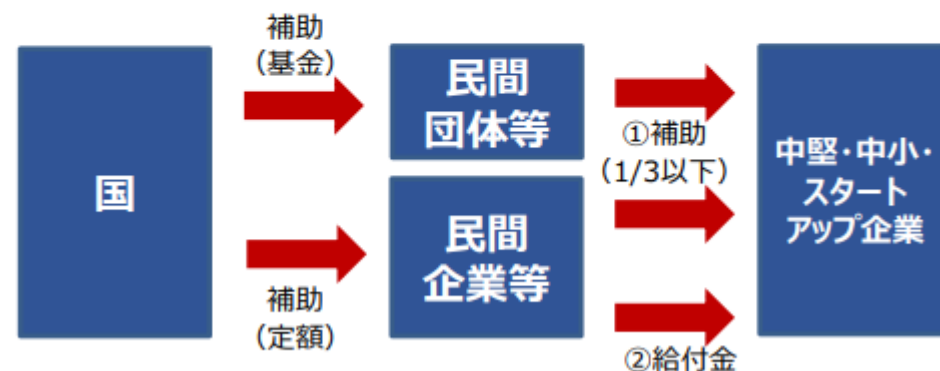 国
補助
(基金)
民間
団体等
民間
企業等
補助
(定額)
①補助
(1/3以下)
②給付金
中堅・中小・
スタート
アップ企業